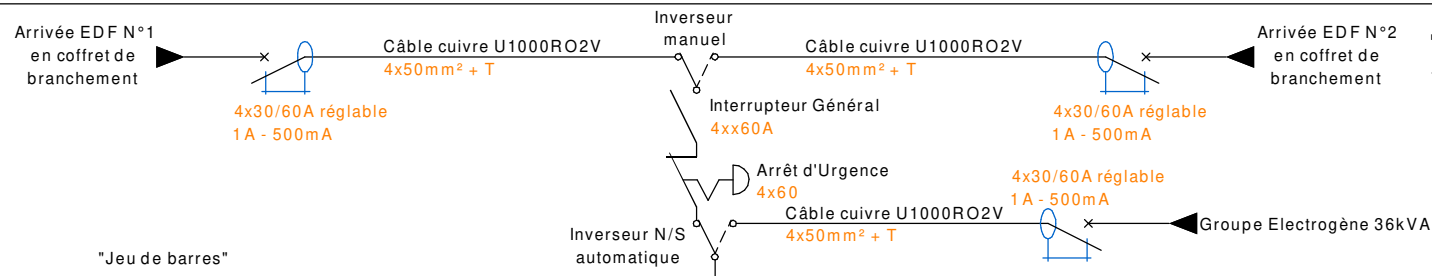 Arrivée EDF N°1
en coffret de
branchement
Câble cuivre U1000RO2V
4x50mm² + T
4x30/60A réglable
1A - 500mA
Inverseur
manuel
Câble cuivre U1000RO2V
4x50mm² + T
Arrivée EDF N°2
en coffret de
branchement
4x30/60A réglable
1A - 500mA
Interrupteur Général
4xx60A
Arrêt d'Urgence
4x60
4x30/60A réglable
1A - 500mA
Câble cuivre U1000RO2V
4x50mm² + T
Groupe Electrogène 36kVA
Inverseur N/S
automatique
"Jeu de barres"